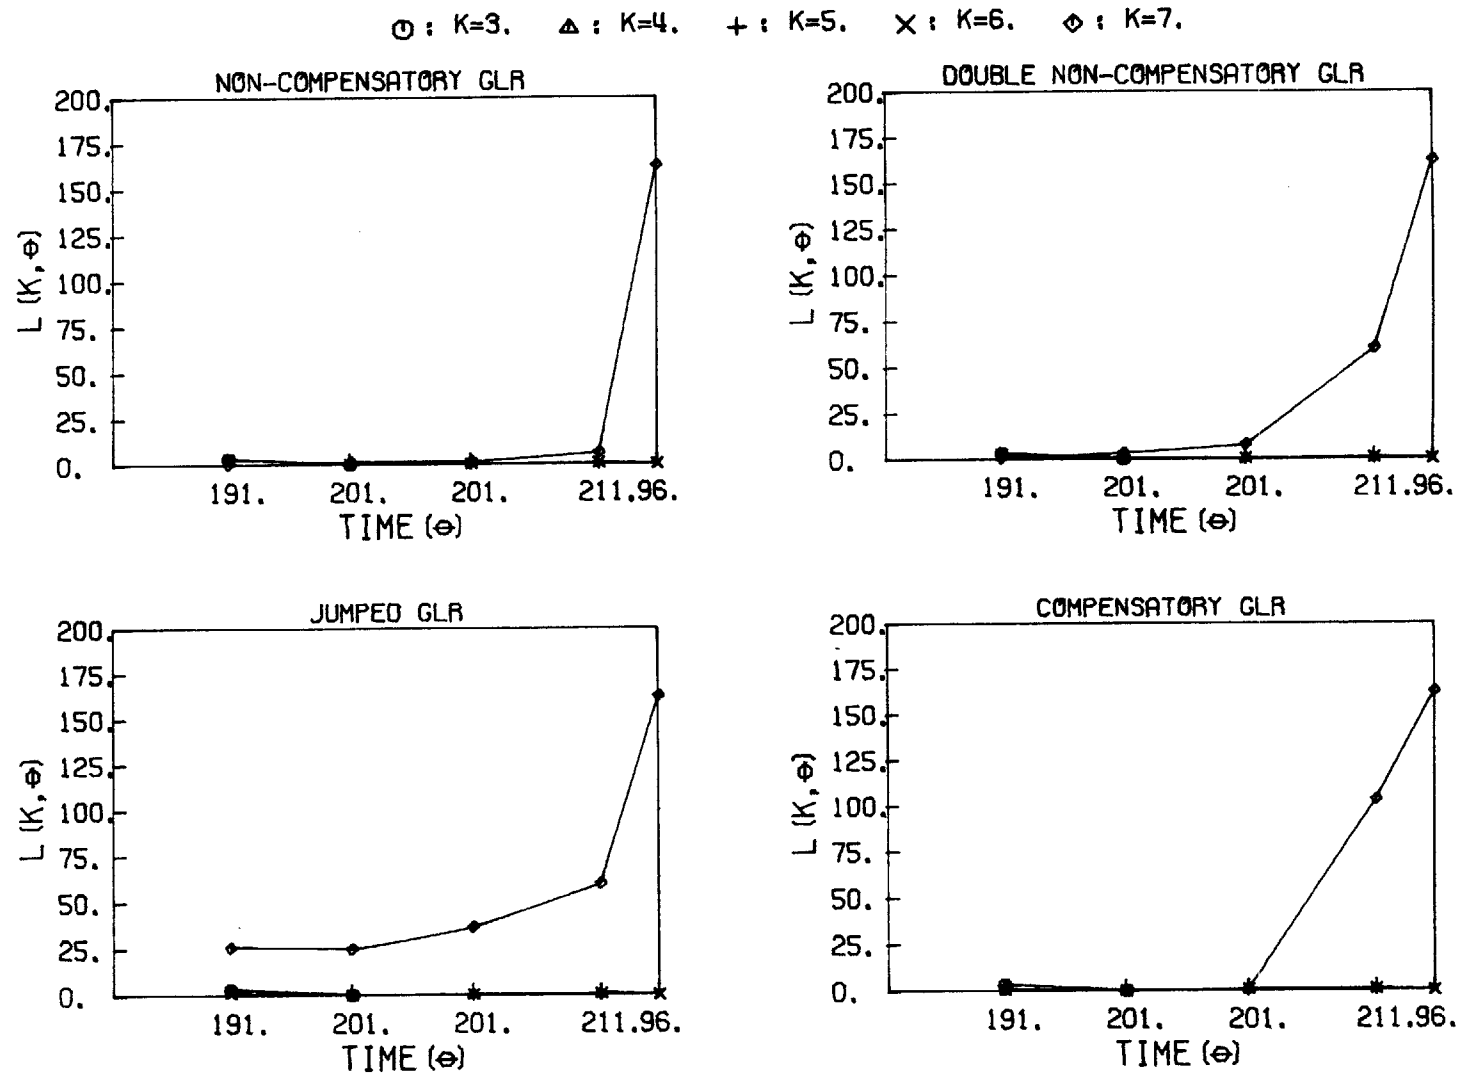 : K=3. : K=4. + : K=5. × : K=6. : K=7.
NON-COMPENSATORY GLR
200.
175.
150.
125.
100.
75.
50.
25.
0.
L (K,Θ)
191. 201. 201. 211.96.
TIME (Θ)
DOUBLE NON-COMPENSATORY GLR
200.
175.
150.
125.
100.
75.
50.
25.
0.
L (K,Θ)
191. 201. 201. 211.96.
TIME (Θ)
JUMPED GLR
200.
175.
150.
125.
100.
75.
50.
25.
0.
L (K,Θ)
191. 201. 201. 211.96.
TIME (Θ)
COMPENSATORY GLR
200.
175.
150.
125.
100.
75.
50.
25.
0.
L (K,Θ)
191. 201. 201. 211.96.
TIME (Θ)